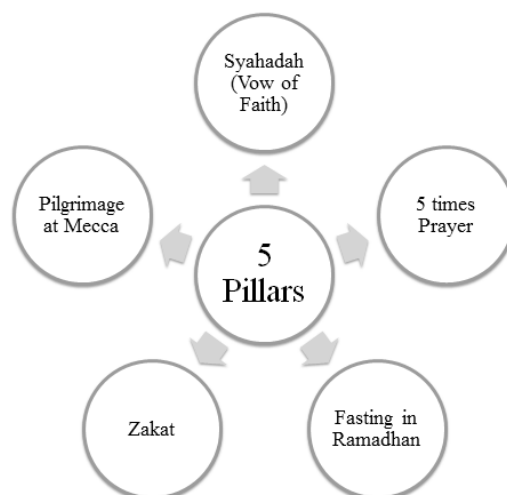 Syahadah
(Vow of
Faith)
5 times
Prayer
Fasting in
Ramadhan
Zakat
Pilgrimage
at Mecca
5
Pillars